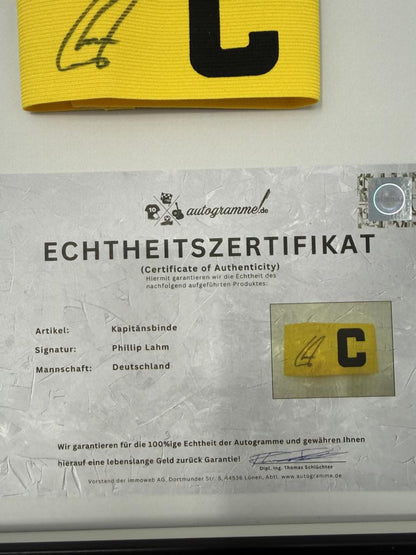 C
autogramme!.de
ECHTHEITSZERTIFIKAT
(Certificate of Authenticity)
Hiermit garantieren wir die Echtheit des
nachfolgend aufgeführten Produktes:
Artikel: Kapitänsbinde
Signatur: Phillip Lahm
Mannschaft: Deutschland
C
Wir garantieren für die 100%ige Echtheit der Autogramme und gewähren Ihnen
hierauf eine lebenslange Geld zurück Garantie!
Dipl. Ing. Thomas Schlüchter
Vorstand der immoweb AG, Dortmunder Str. 5, 44536 Lünen, Abtl. www.autogramme.de